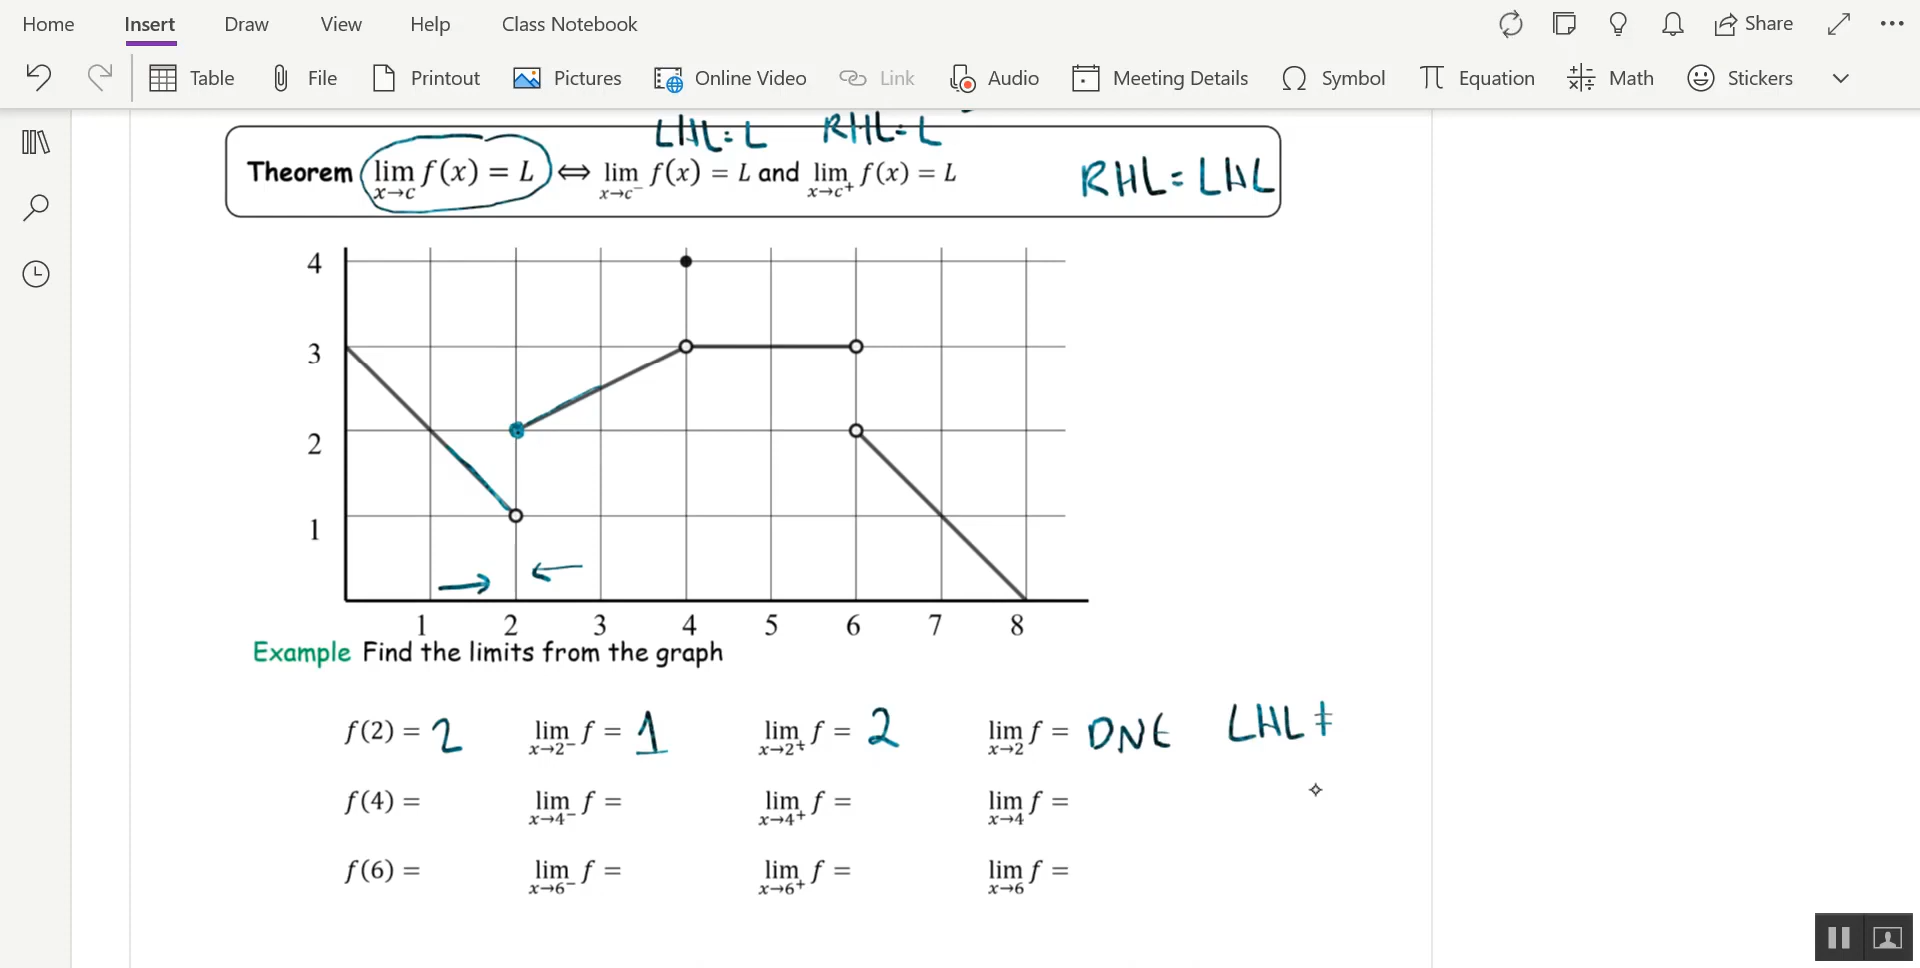 Home Insert Draw View Help Class Notebook Share
Table File Printout Pictures Online Video Link Audio Meeting Details Symbol Equation Math Stickers
LHL = L RHL = L
Theorem lim x→c f(x) = L ⟺ lim x→c⁻ f(x) = L and lim x→c⁺ f(x) = L RHL = LHL
4
3
2
1
1 2 3 4 5 6 7 8
Example Find the limits from the graph
f(2) = 2 lim x→2⁻ f = 1 lim x→2⁺ f = 2 lim x→2 f = DNE LHL ≠
f(4) = lim x→4⁻ f = lim x→4⁺ f = lim x→4 f =
f(6) = lim x→6⁻ f = lim x→6⁺ f = lim x→6 f =